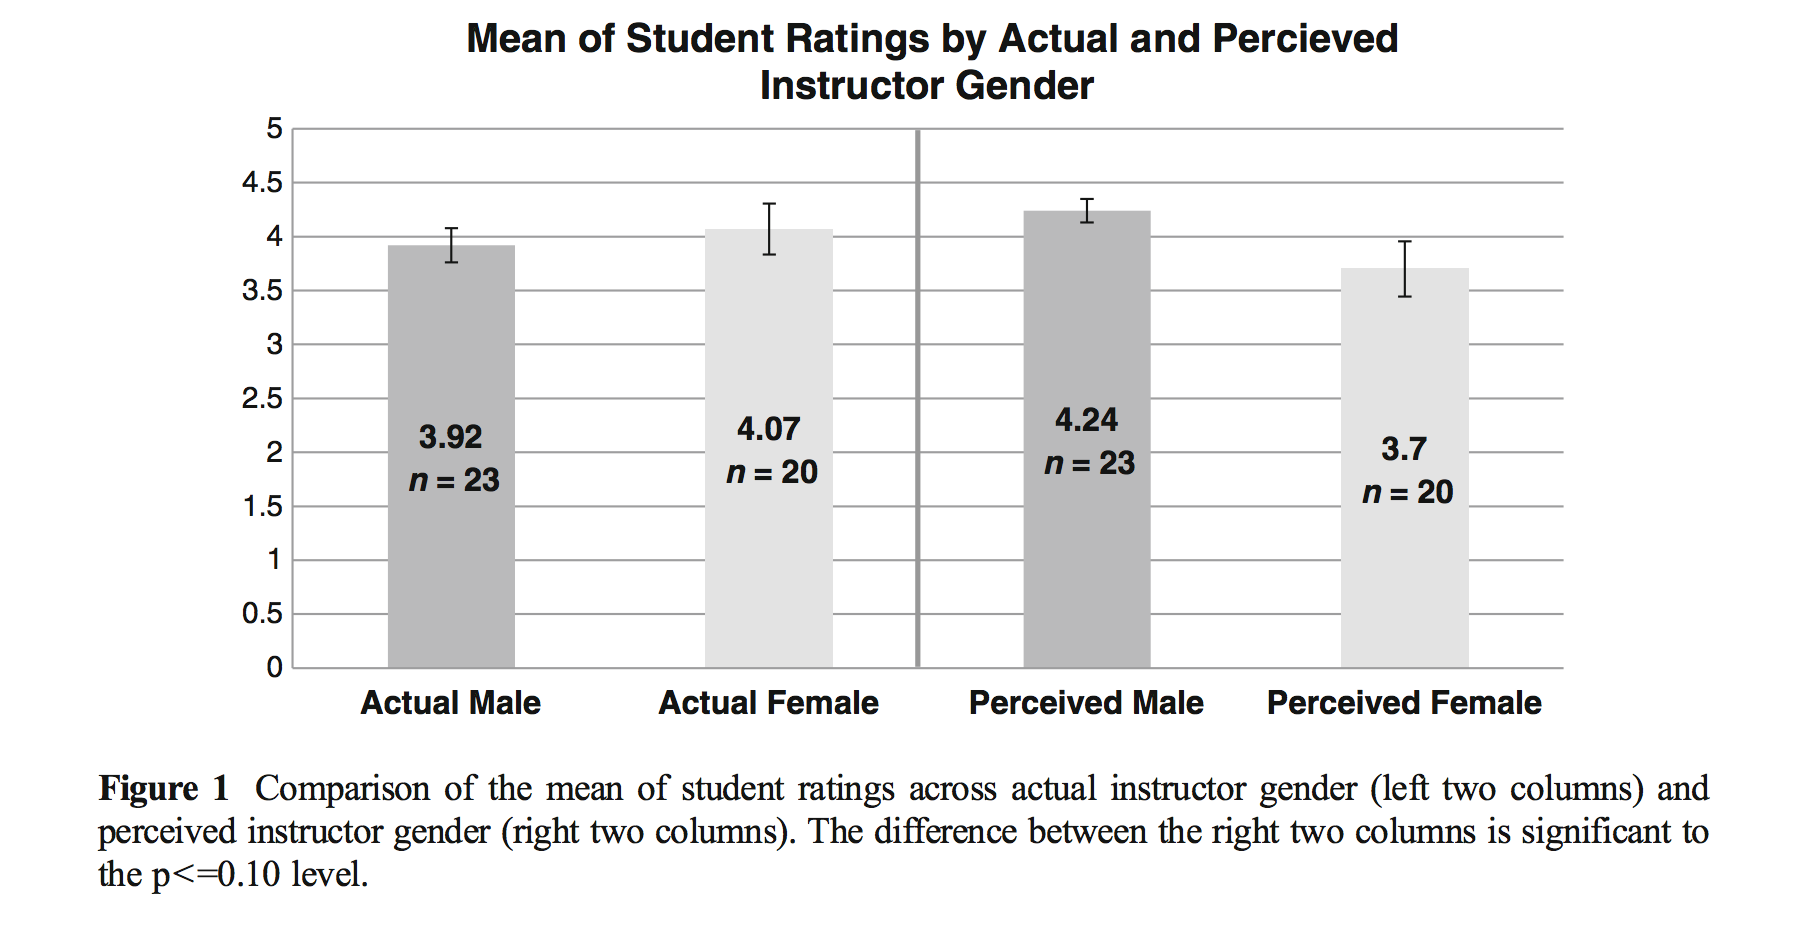 Mean of Student Ratings by Actual and Percieved
Instructor Gender
5
4.5
4
3.5
3
2.5
2
1.5
1
0.5
0
3.92
n = 23
4.07
n = 20
4.24
n = 23
3.7
n = 20
Actual Male
Actual Female
Perceived Male
Perceived Female
Figure 1 Comparison of the mean of student ratings across actual instructor gender (left two columns) and
perceived instructor gender (right two columns). The difference between the right two columns is significant to
the p<=0.10 level.